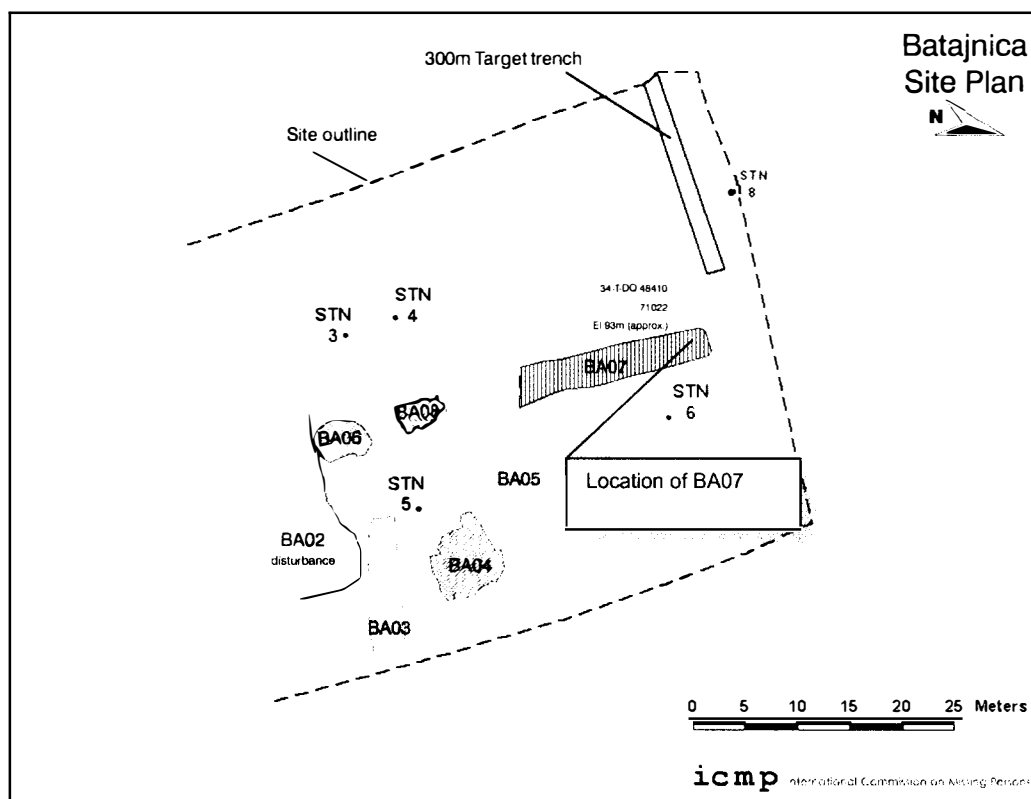 Batajnica
Site Plan
N
300m Target trench
Site outline
STN
8
34-T-DQ 48410
71022
El 93m (approx.)
STN
4
STN
3
BA07
STN
6
BA08
BA06
BA05
Location of BA07
STN
5
BA02
disturbance
BA04
BA03
0 5 10 15 20 25 Meters
icmp International Commission on Missing Persons